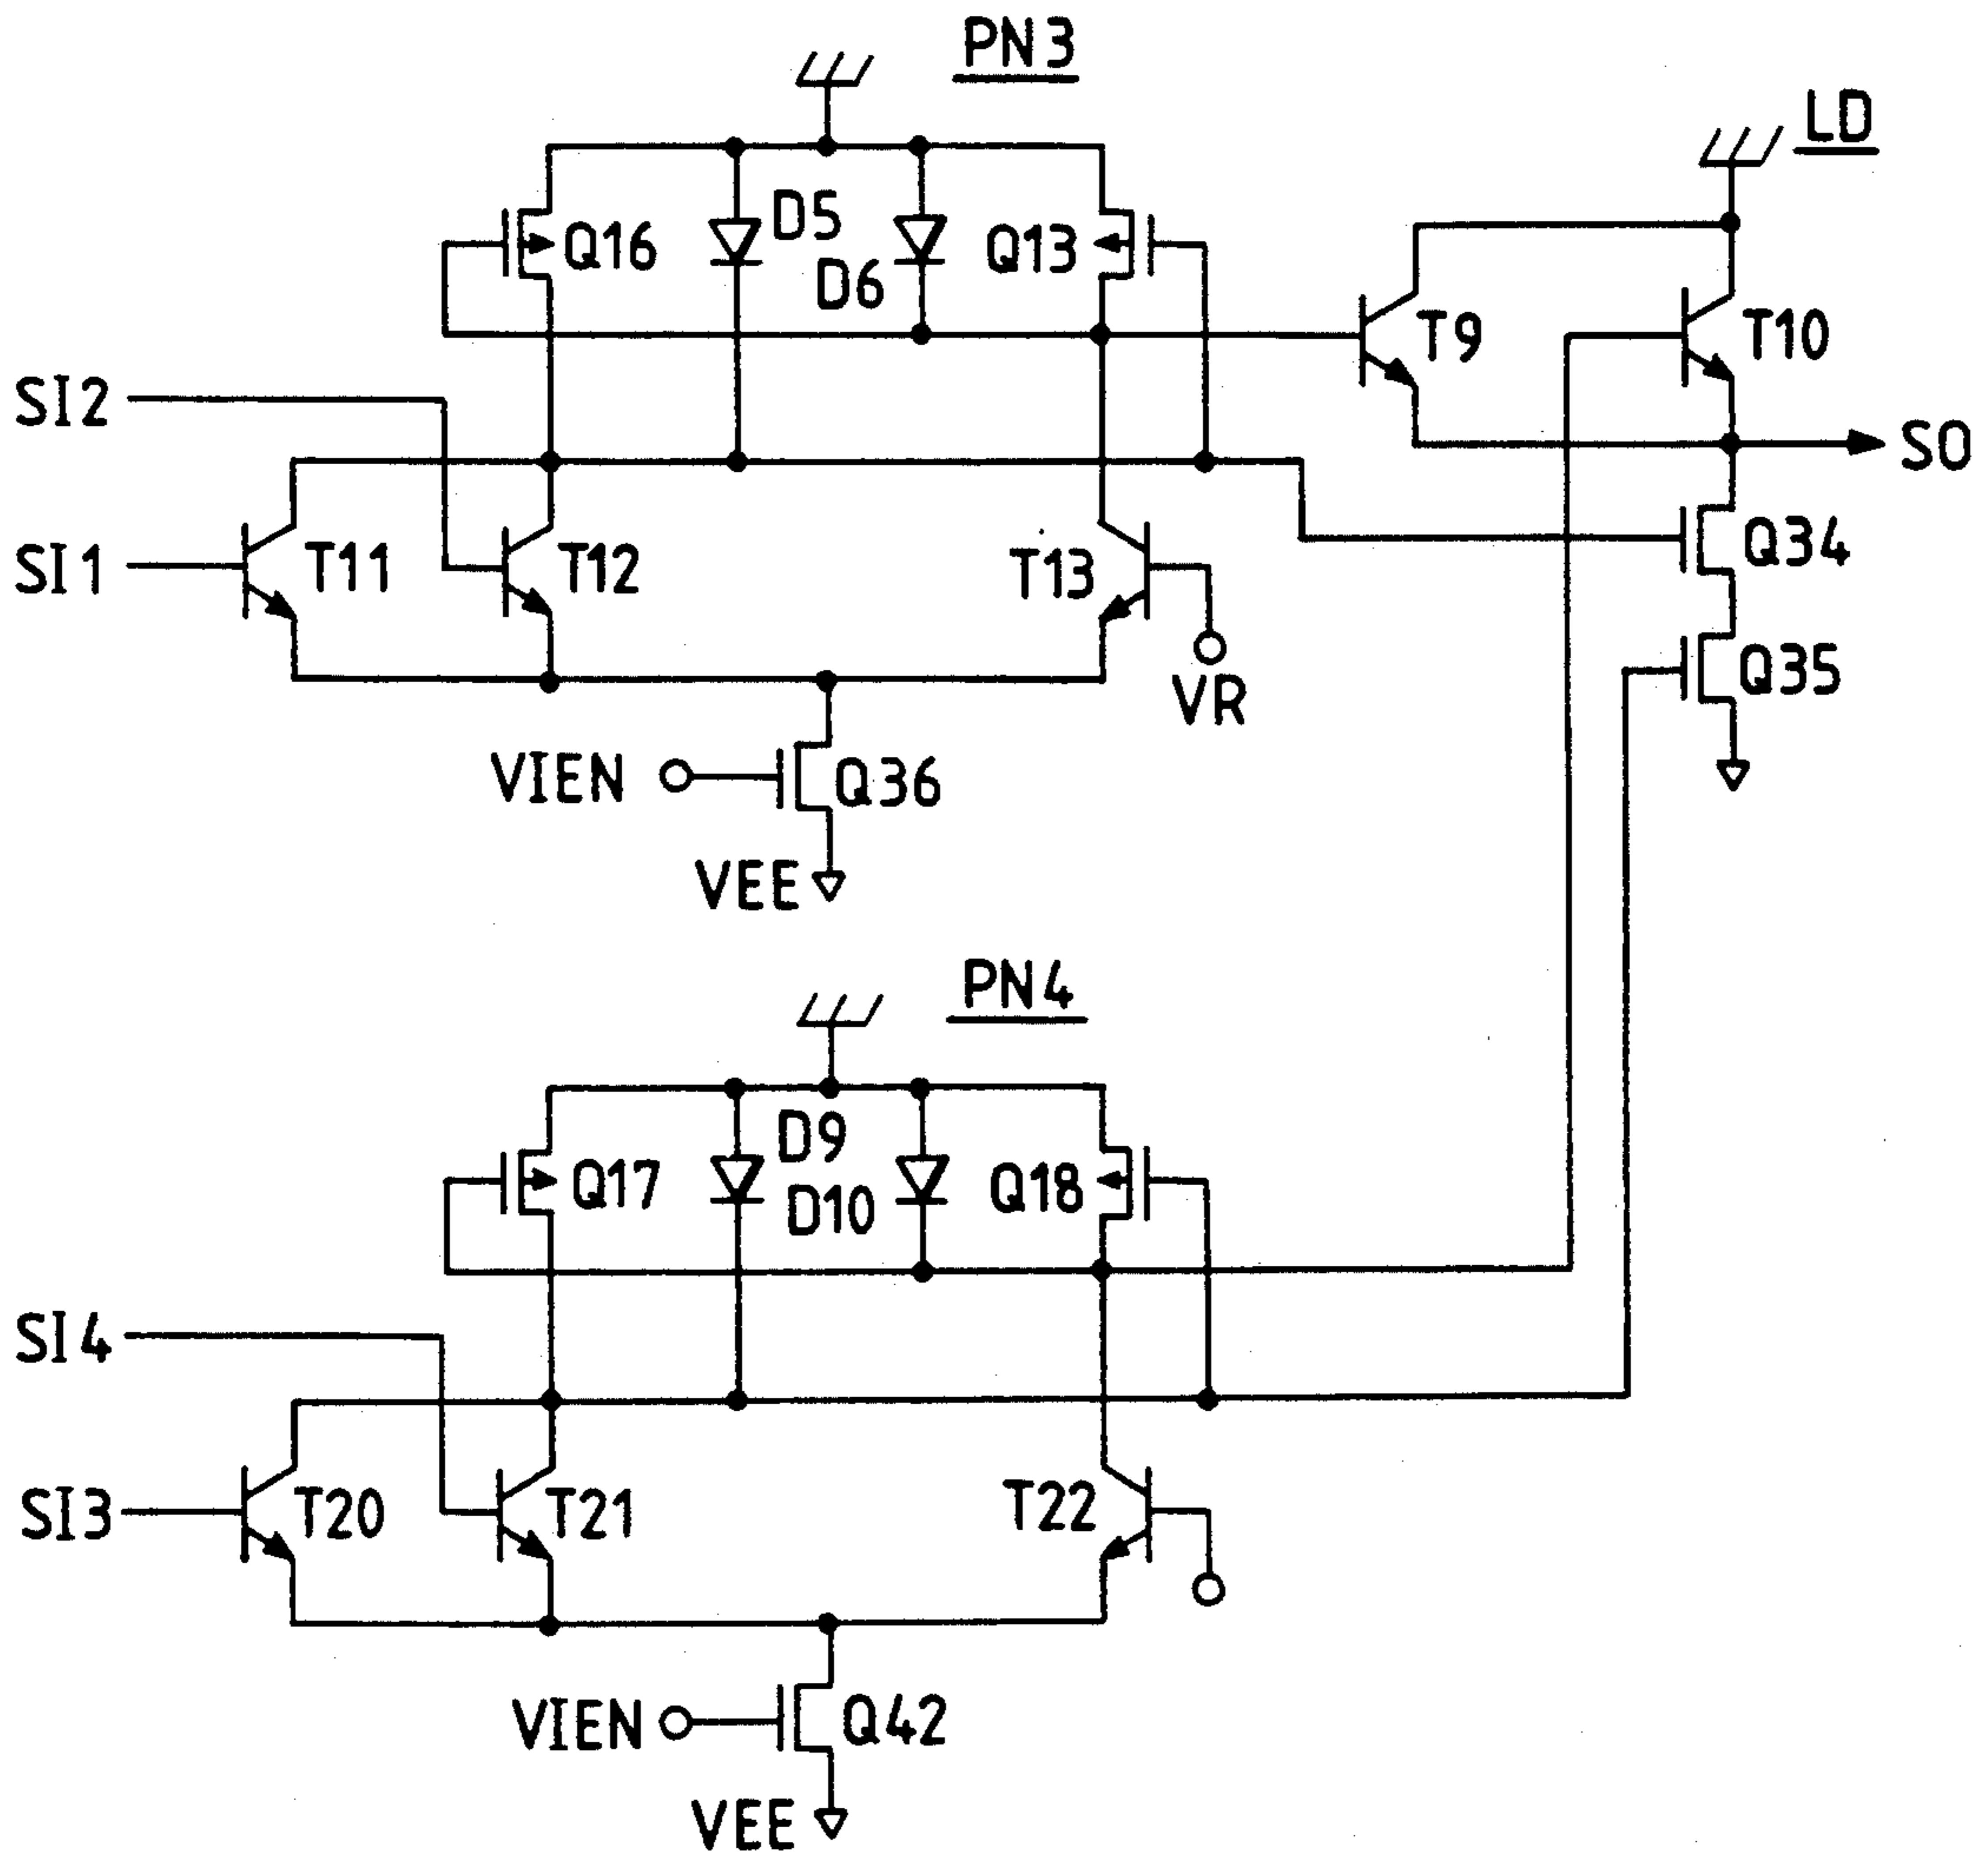 PN3
LD
D5
Q16
Q13
D6
T9
T10
SI2
SO
SI1
T11
T12
T13
Q34
Q35
VR
VIEN
Q36
VEE
PN4
D9
Q17
D10
Q18
SI4
SI3
T20
T21
T22
VIEN
Q42
VEE